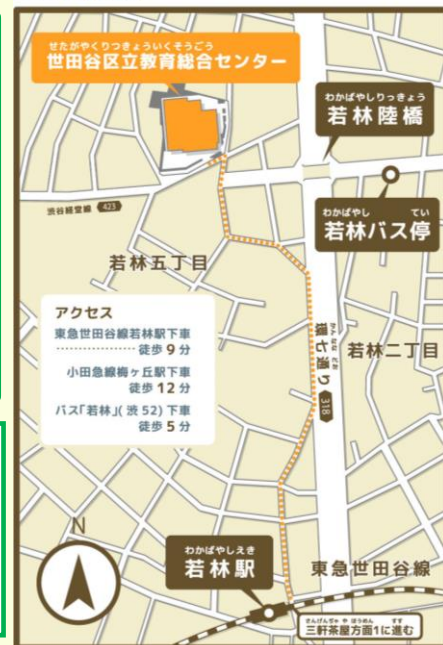 せたがやくりつきょういくそうごう
世田谷区立教育総合センター
わかばやしりっきょう
若林陸橋
わかばやし てい
若林バス停
渋谷経堂線 423
若林五丁目
アクセス
東急世田谷線若林駅下車
徒歩 9 分
小田急線梅ヶ丘駅下車
徒歩 12 分
バス「若林」( 渋 52) 下車
徒歩 5 分
かんなな どお
環七通り 318
若林二丁目
N
わかばやしえき
若林駅
東急世田谷線
さんげんぢゃ や ほうめん すす
三軒茶屋方面1に進む